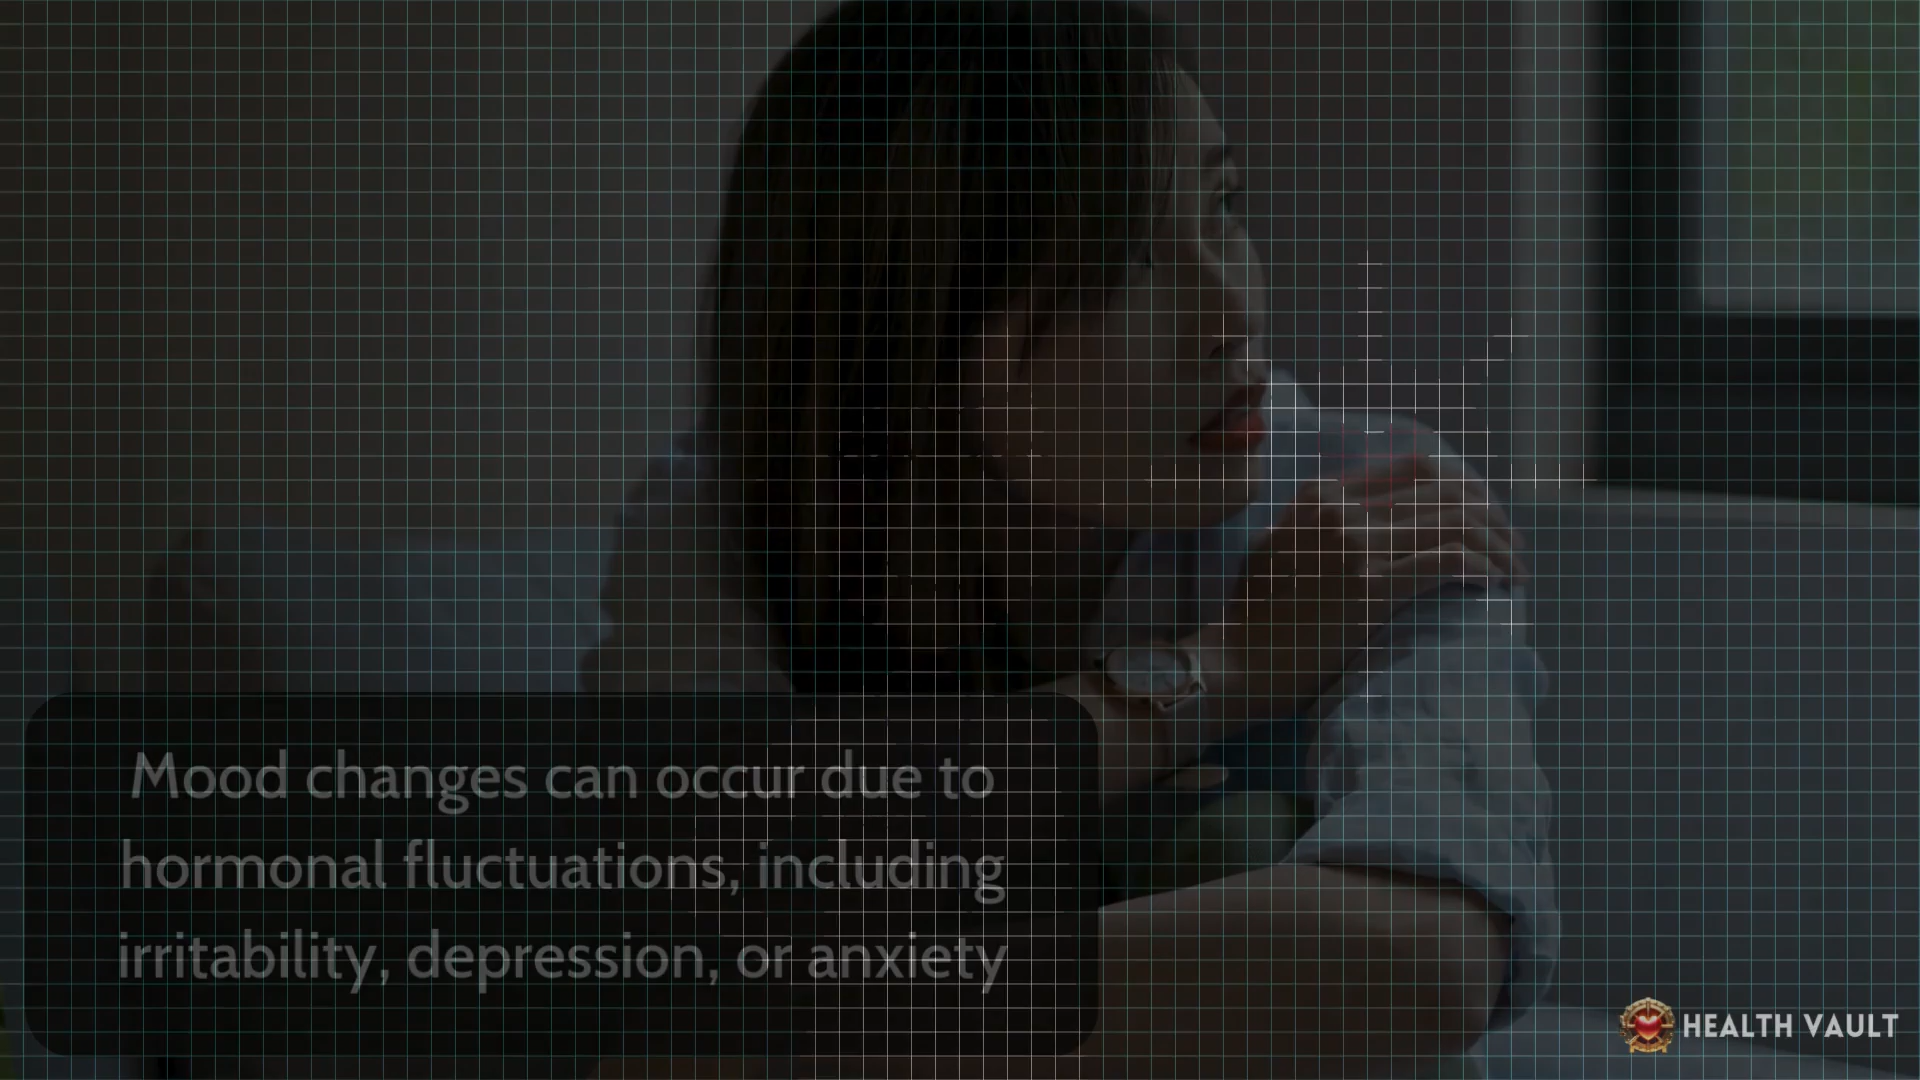 Mood changes can occur due to
hormonal fluctuations, including
irritability, depression, or anxiety
HEALTH VAULT